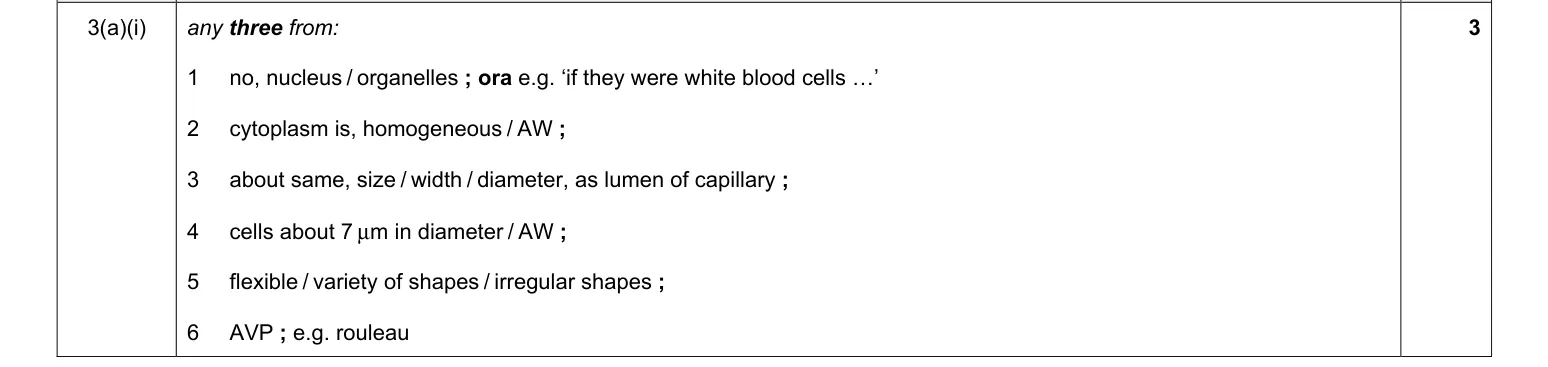 3(a)(i) any three from: 3
1 no, nucleus / organelles ; ora e.g. ‘if they were white blood cells …’
2 cytoplasm is, homogeneous / AW ;
3 about same, size / width / diameter, as lumen of capillary ;
4 cells about 7 μm in diameter / AW ;
5 flexible / variety of shapes / irregular shapes ;
6 AVP ; e.g. rouleau